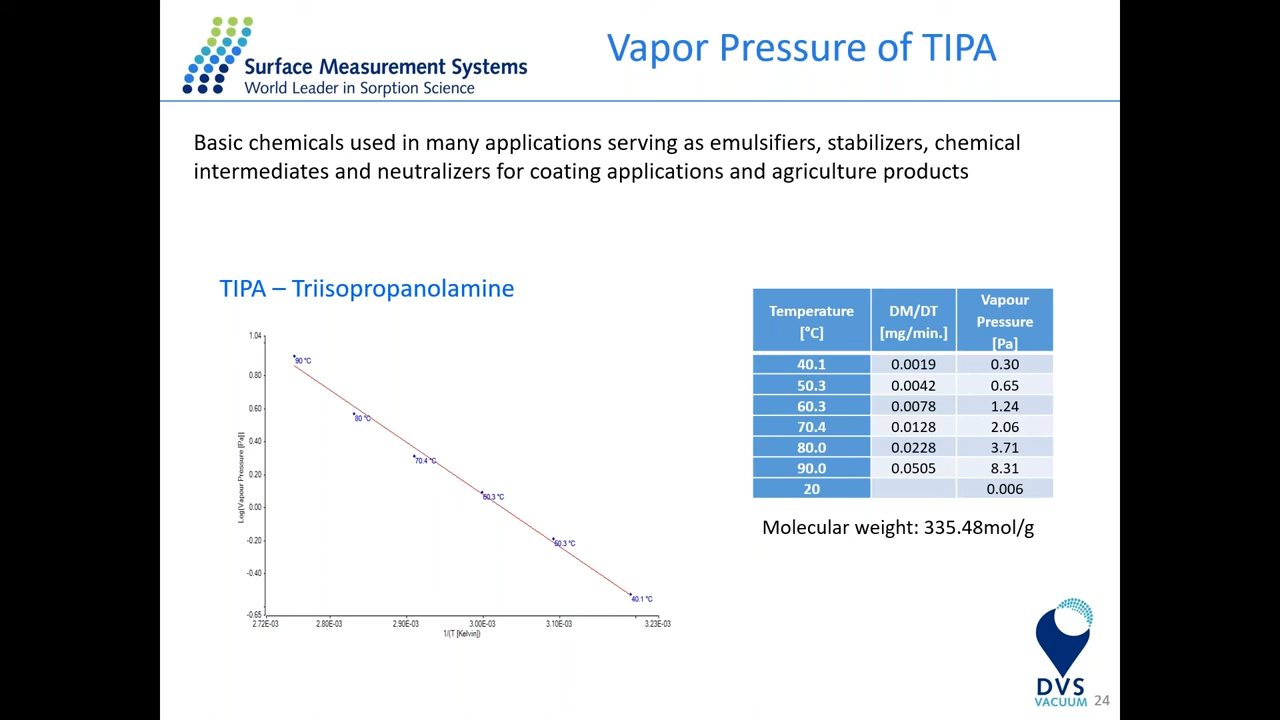 Surface Measurement Systems
World Leader in Sorption Science
Vapor Pressure of TIPA
Basic chemicals used in many applications serving as emulsifiers, stabilizers, chemical
intermediates and neutralizers for coating applications and agriculture products
TIPA – Triisopropanolamine
1.04
0.80
0.60
0.40
0.20
0.00
-0.20
-0.40
-0.65
Log(Vapour Pressure [Pa])
90 °C
80 °C
70.4 °C
60.3 °C
50.3 °C
40.1 °C
2.72E-03 2.80E-03 2.90E-03 3.00E-03 3.10E-03 3.23E-03
1/(T [Kelvin])
Temperature [°C] DM/DT [mg/min.] Vapour Pressure [Pa]
40.1 0.0019 0.30
50.3 0.0042 0.65
60.3 0.0078 1.24
70.4 0.0128 2.06
80.0 0.0228 3.71
90.0 0.0505 8.31
20 0.006
Molecular weight: 335.48mol/g
DVS
VACUUM
24